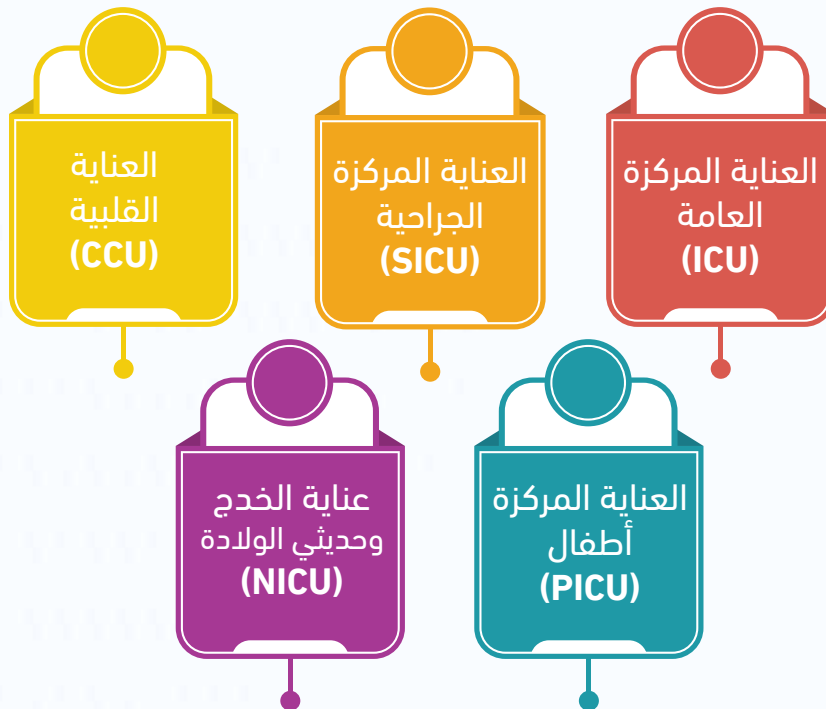 العناية المركزة
العامة
(ICU)
العناية المركزة
الجراحية
(SICU)
العناية
القلبية
(CCU)
العناية المركزة
أطفال
(PICU)
عناية الخدج
وحديثي الولادة
(NICU)